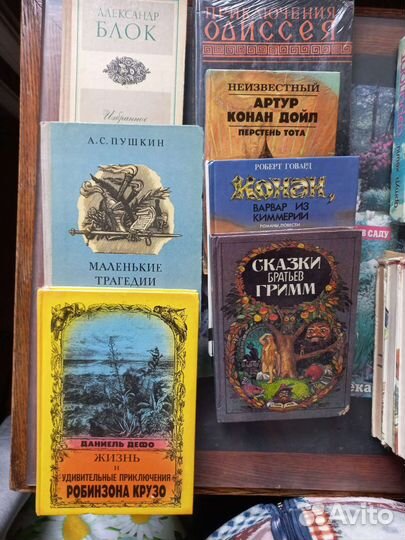 АЛЕКСАНДР
БЛОК
Избранное
ПРИКЛЮЧЕНИЯ
ОДИССЕЯ
НЕИЗВЕСТНЫЙ
АРТУР
КОНАН ДОЙЛ
ПЕРСТЕНЬ ТОТА
А. С. ПУШКИН
МАЛЕНЬКИЕ
ТРАГЕДИИ
РОБЕРТ ГОВАРД
КОНАН,
ВАРВАР ИЗ
КИММЕРИИ
РОМАНЫ, ПОВЕСТИ
СКАЗКИ
БРАТЬЕВ
ГРИММ
ДАНИЕЛЬ ДЕФО
ЖИЗНЬ
И
УДИВИТЕЛЬНЫЕ ПРИКЛЮЧЕНИЯ
РОБИНЗОНА КРУЗО
В САДУ
Avito